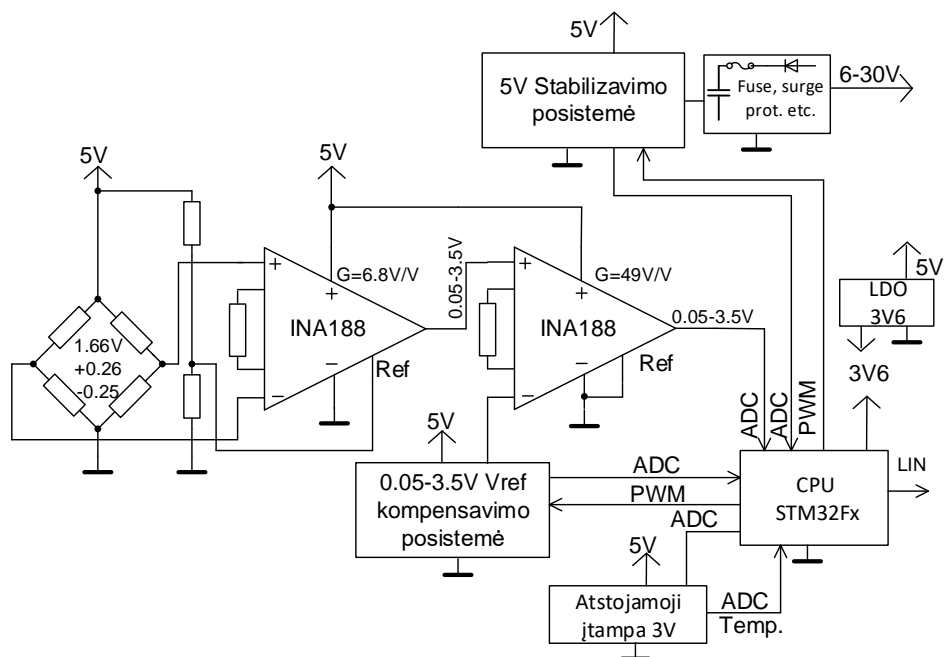 5V
5V Stabilizavimo
posistemė
Fuse, surge
prot. etc.
6-30V
5V
5V
+
G=6.8V/V
+
INA188
−
−
Ref
0.05-3.5V
+
G=49V/V
+
INA188
−
−
Ref
0.05-3.5V
1.66V
+0.26
-0.25
5V
LDO
3V6
3V6
ADC
ADC
PWM
5V
0.05-3.5V Vref
kompensavimo
posistemė
ADC
PWM
ADC
CPU
STM32Fx
LIN
5V
Atstojamoji
įtampa 3V
ADC
Temp.